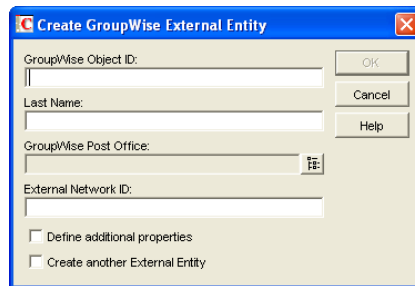 Create GroupWise External Entity
GroupWise Object ID:
OK
Last Name:
Cancel
Help
GroupWise Post Office:
External Network ID:
Define additional properties
Create another External Entity